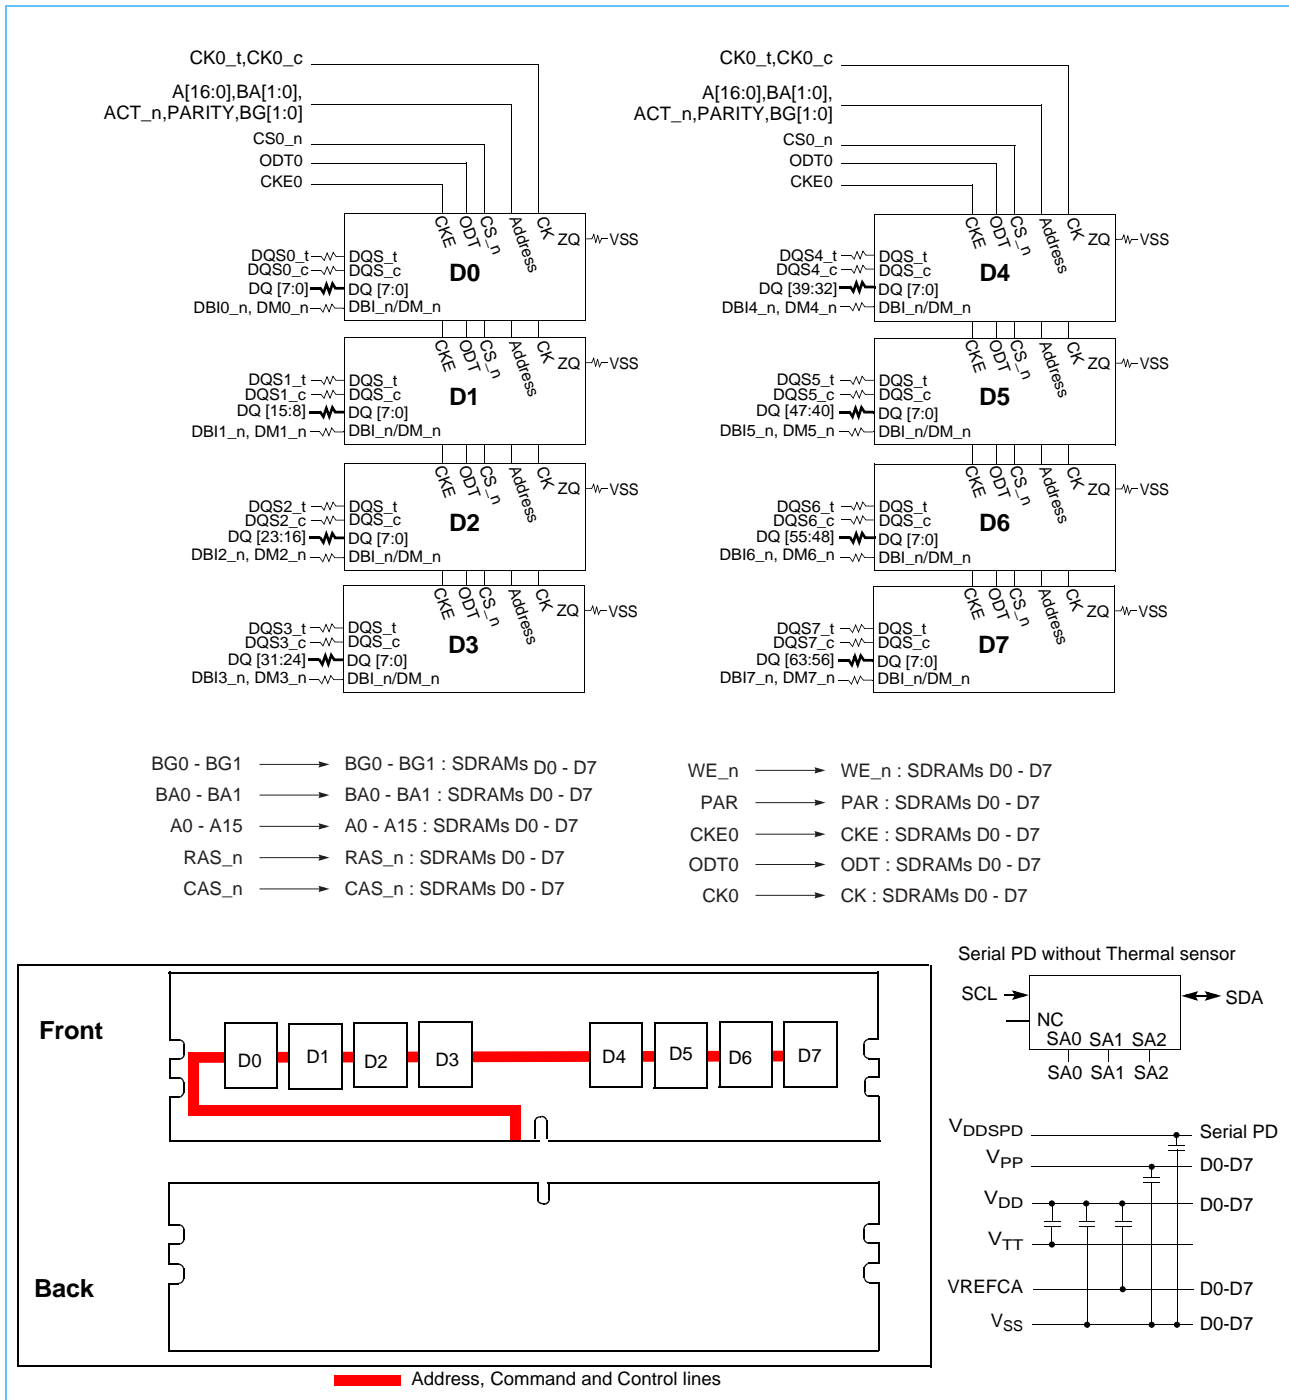 CK0_t,CK0_c
A[16:0],BA[1:0],
ACT_n,PARITY,BG[1:0]
CS0_n
ODT0
CKE0
CKE ODT CS_n Address CK
ZQ VSS
DQS0_t DQS_t
DQS0_c DQS_c
DQ [7:0] DQ [7:0]
DBI0_n, DM0_n DBI_n/DM_n
D0
CKE ODT CS_n Address CK
ZQ VSS
DQS1_t DQS_t
DQS1_c DQS_c
DQ [15:8] DQ [7:0]
DBI1_n, DM1_n DBI_n/DM_n
D1
CKE ODT CS_n Address CK
ZQ VSS
DQS2_t DQS_t
DQS2_c DQS_c
DQ [23:16] DQ [7:0]
DBI2_n, DM2_n DBI_n/DM_n
D2
CKE ODT CS_n Address CK
ZQ VSS
DQS3_t DQS_t
DQS3_c DQS_c
DQ [31:24] DQ [7:0]
DBI3_n, DM3_n DBI_n/DM_n
D3
CK0_t,CK0_c
A[16:0],BA[1:0],
ACT_n,PARITY,BG[1:0]
CS0_n
ODT0
CKE0
CKE ODT CS_n Address CK
ZQ VSS
DQS4_t DQS_t
DQS4_c DQS_c
DQ [39:32] DQ [7:0]
DBI4_n, DM4_n DBI_n/DM_n
D4
CKE ODT CS_n Address CK
ZQ VSS
DQS5_t DQS_t
DQS5_c DQS_c
DQ [47:40] DQ [7:0]
DBI5_n, DM5_n DBI_n/DM_n
D5
CKE ODT CS_n Address CK
ZQ VSS
DQS6_t DQS_t
DQS6_c DQS_c
DQ [55:48] DQ [7:0]
DBI6_n, DM6_n DBI_n/DM_n
D6
CKE ODT CS_n Address CK
ZQ VSS
DQS7_t DQS_t
DQS7_c DQS_c
DQ [63:56] DQ [7:0]
DBI7_n, DM7_n DBI_n/DM_n
D7
BG0 - BG1 BG0 - BG1 : SDRAMs D0 - D7
BA0 - BA1 BA0 - BA1 : SDRAMs D0 - D7
A0 - A15 A0 - A15 : SDRAMs D0 - D7
RAS_n RAS_n : SDRAMs D0 - D7
CAS_n CAS_n : SDRAMs D0 - D7
WE_n WE_n : SDRAMs D0 - D7
PAR PAR : SDRAMs D0 - D7
CKE0 CKE : SDRAMs D0 - D7
ODT0 ODT : SDRAMs D0 - D7
CK0 CK : SDRAMs D0 - D7
Front
D0 D1 D2 D3 D4 D5 D6 D7
Back
Address, Command and Control lines
Serial PD without Thermal sensor
SCL SDA
NC
SA0 SA1 SA2
SA0 SA1 SA2
VDDSPD Serial PD
VPP D0-D7
VDD D0-D7
VTT
VREFCA D0-D7
VSS D0-D7